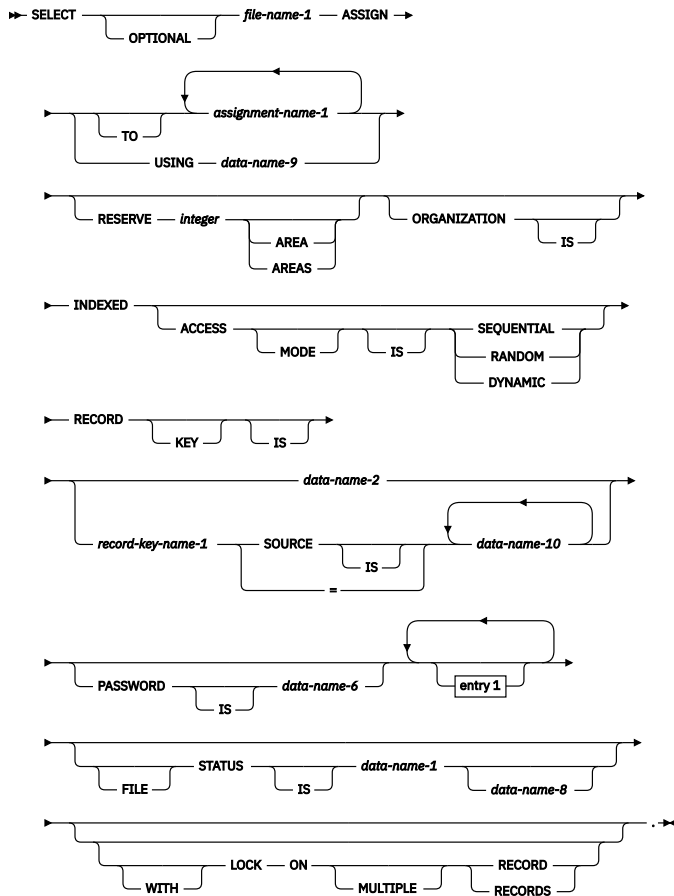 SELECT file-name-1 ASSIGN
OPTIONAL
assignment-name-1
TO
USING data-name-9
RESERVE integer ORGANIZATION
AREA IS
AREAS
INDEXED
ACCESS SEQUENTIAL
MODE IS RANDOM
DYNAMIC
RECORD
KEY IS
data-name-2
record-key-name-1 SOURCE data-name-10
IS
=
PASSWORD data-name-6 entry 1
IS
STATUS data-name-1
FILE IS data-name-8
.
LOCK ON RECORD
WITH MULTIPLE RECORDS